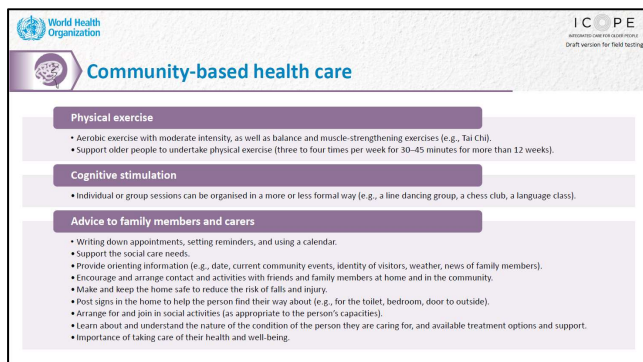 World Health
Organization
ICOPE
INTEGRATED CARE FOR OLDER PEOPLE
Draft version for field testing
Community-based health care
Physical exercise
• Aerobic exercise with moderate intensity, as well as balance and muscle-strengthening exercises (e.g., Tai Chi).
• Support older people to undertake physical exercise (three to four times per week for 30–45 minutes for more than 12 weeks).
Cognitive stimulation
• Individual or group sessions can be organised in a more or less formal way (e.g., a line dancing group, a chess club, a language class).
Advice to family members and carers
• Writing down appointments, setting reminders, and using a calendar.
• Support the social care needs.
• Provide orienting information (e.g., date, current community events, identity of visitors, weather, news of family members).
• Encourage and arrange contact and activities with friends and family members at home and in the community.
• Make and keep the home safe to reduce the risk of falls and injury.
• Post signs in the home to help the person find their way about (e.g., for the toilet, bedroom, door to outside).
• Arrange for and join in social activities (as appropriate to the person's capacities).
• Learn about and understand the nature of the condition of the person they are caring for, and available treatment options and support.
• Importance of taking care of their health and well-being.